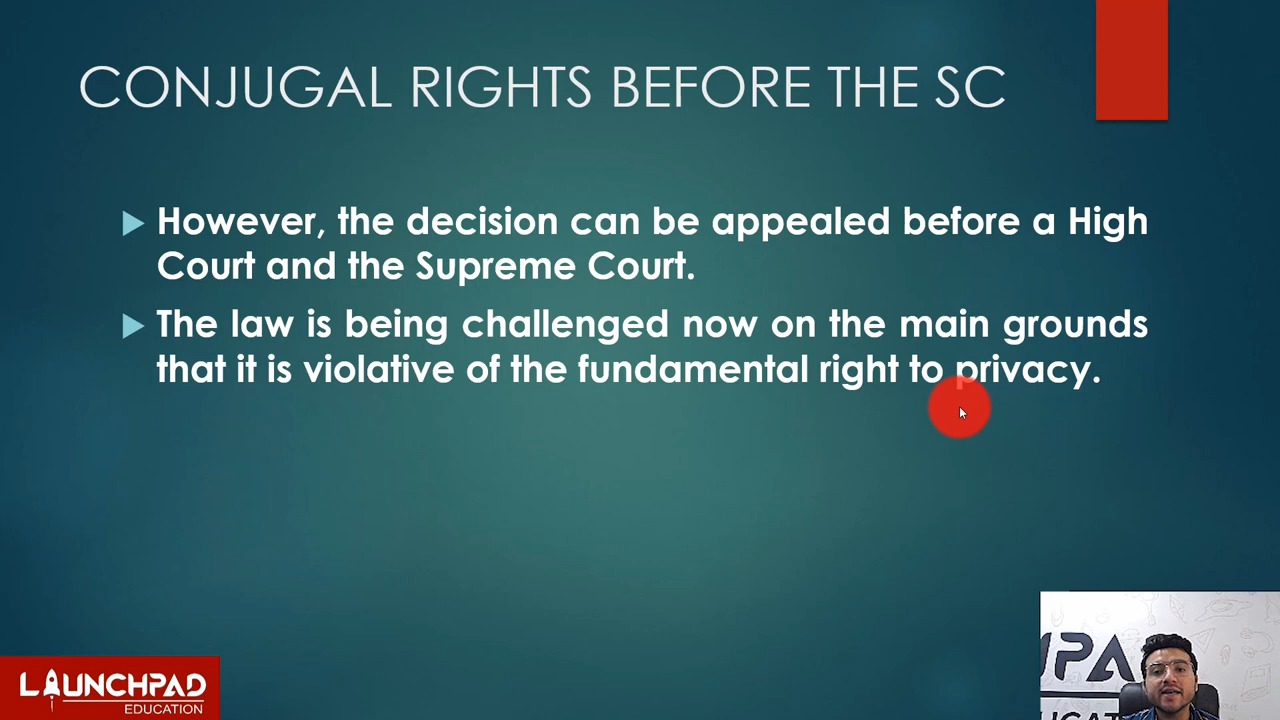 CONJUGAL RIGHTS BEFORE THE SC
However, the decision can be appealed before a High
Court and the Supreme Court.
The law is being challenged now on the main grounds
that it is violative of the fundamental right to privacy.
LAUNCHPAD
EDUCATION